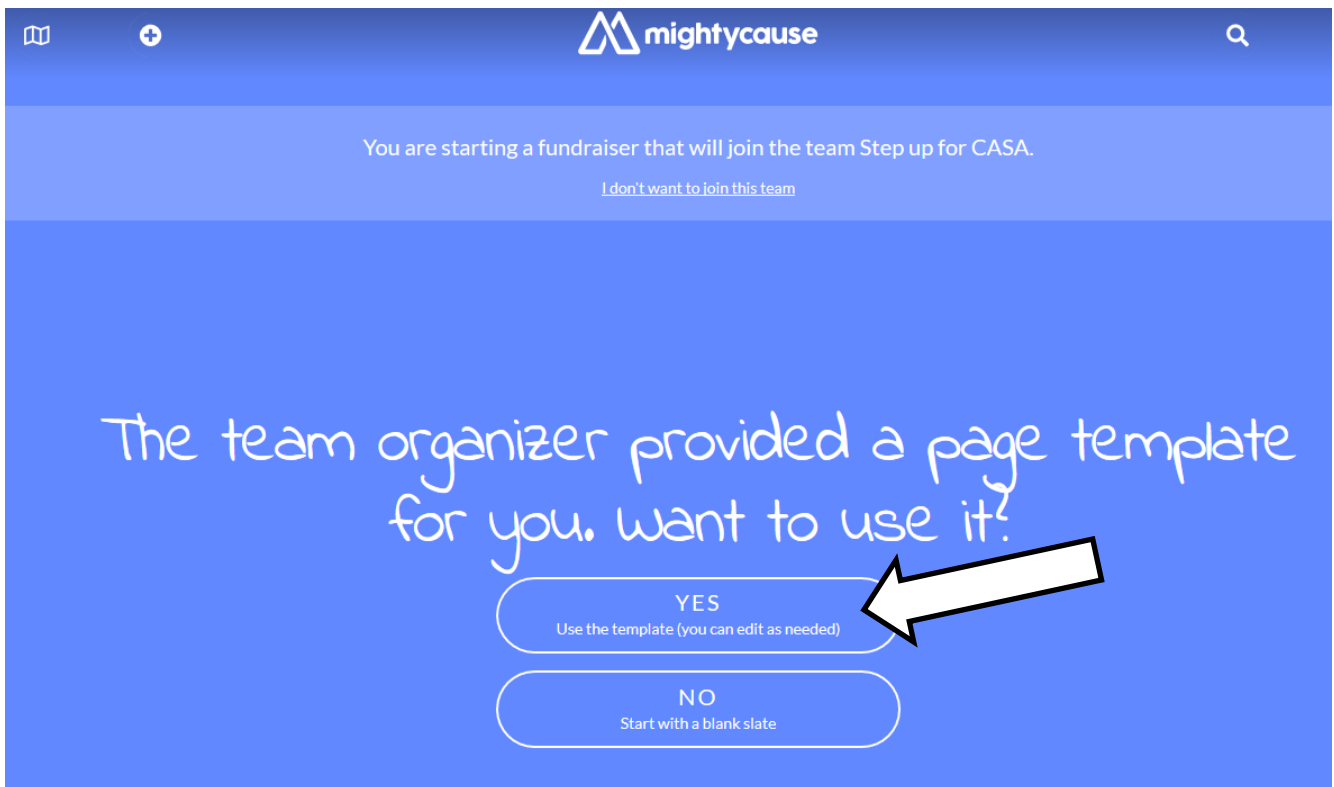 mightycause
You are starting a fundraiser that will join the team Step up for CASA.
I don't want to join this team
The team organizer provided a page template
for you. Want to use it?
YES
Use the template (you can edit as needed)
NO
Start with a blank slate